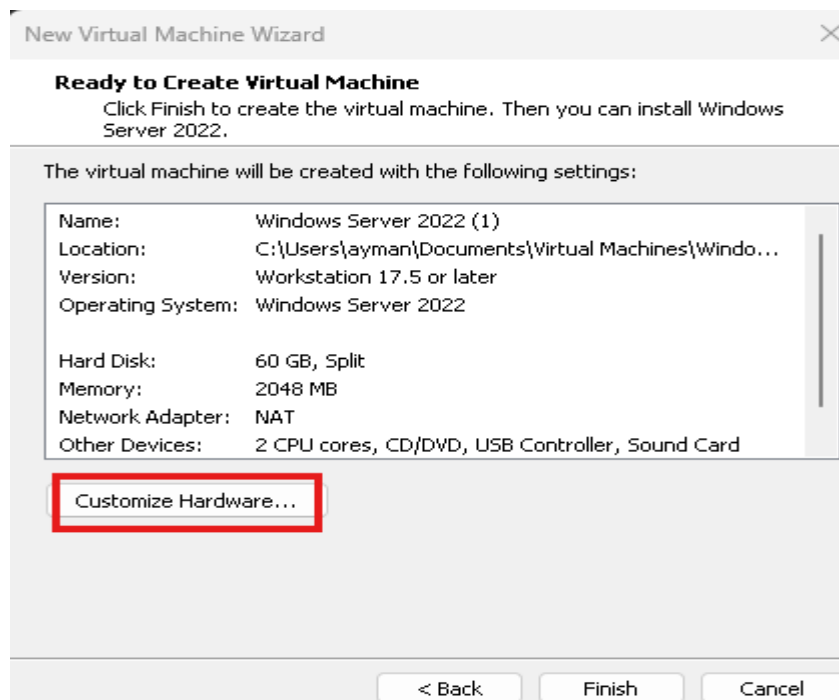 New Virtual Machine Wizard
Ready to Create Virtual Machine
Click Finish to create the virtual machine. Then you can install Windows
Server 2022.
The virtual machine will be created with the following settings:
Name: Windows Server 2022 (1)
Location: C:\Users\ayman\Documents\Virtual Machines\Windo...
Version: Workstation 17.5 or later
Operating System: Windows Server 2022
Hard Disk: 60 GB, Split
Memory: 2048 MB
Network Adapter: NAT
Other Devices: 2 CPU cores, CD/DVD, USB Controller, Sound Card
Customize Hardware...
< Back Finish Cancel